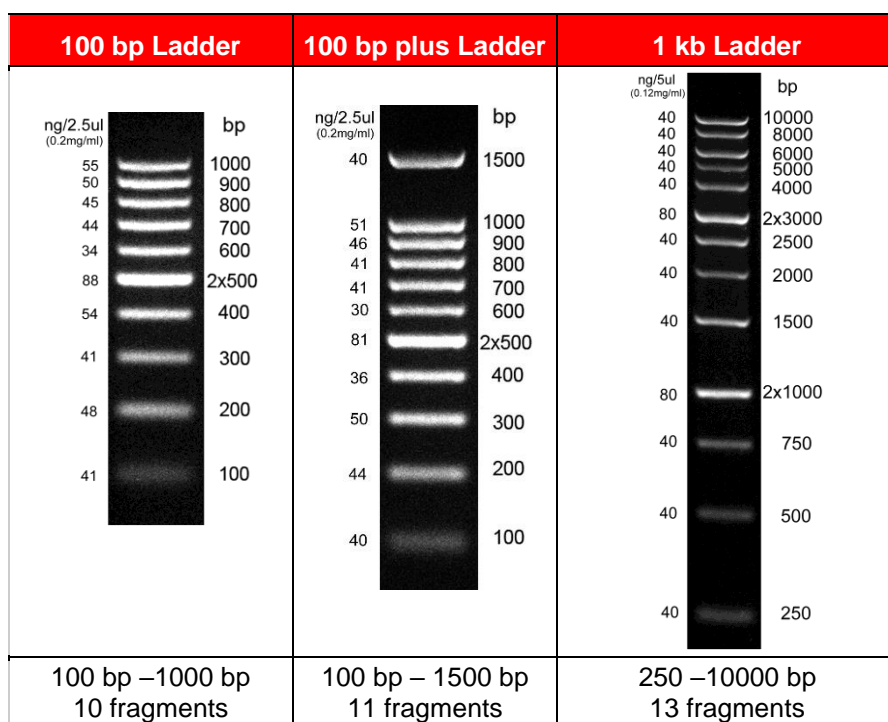 100 bp Ladder
100 bp plus Ladder
1 kb Ladder
ng/2.5ul
(0.2mg/ml)
bp
55 1000
50 900
45 800
44 700
34 600
88 2x500
54 400
41 300
48 200
41 100
ng/2.5ul
(0.2mg/ml)
bp
40 1500
51 1000
46 900
41 800
41 700
30 600
81 2x500
36 400
50 300
44 200
40 100
ng/5ul
(0.12mg/ml)
bp
40 10000
40 8000
40 6000
40 5000
40 4000
80 2x3000
40 2500
40 2000
40 1500
80 2x1000
40 750
40 500
40 250
100 bp –1000 bp
10 fragments
100 bp – 1500 bp
11 fragments
250 –10000 bp
13 fragments